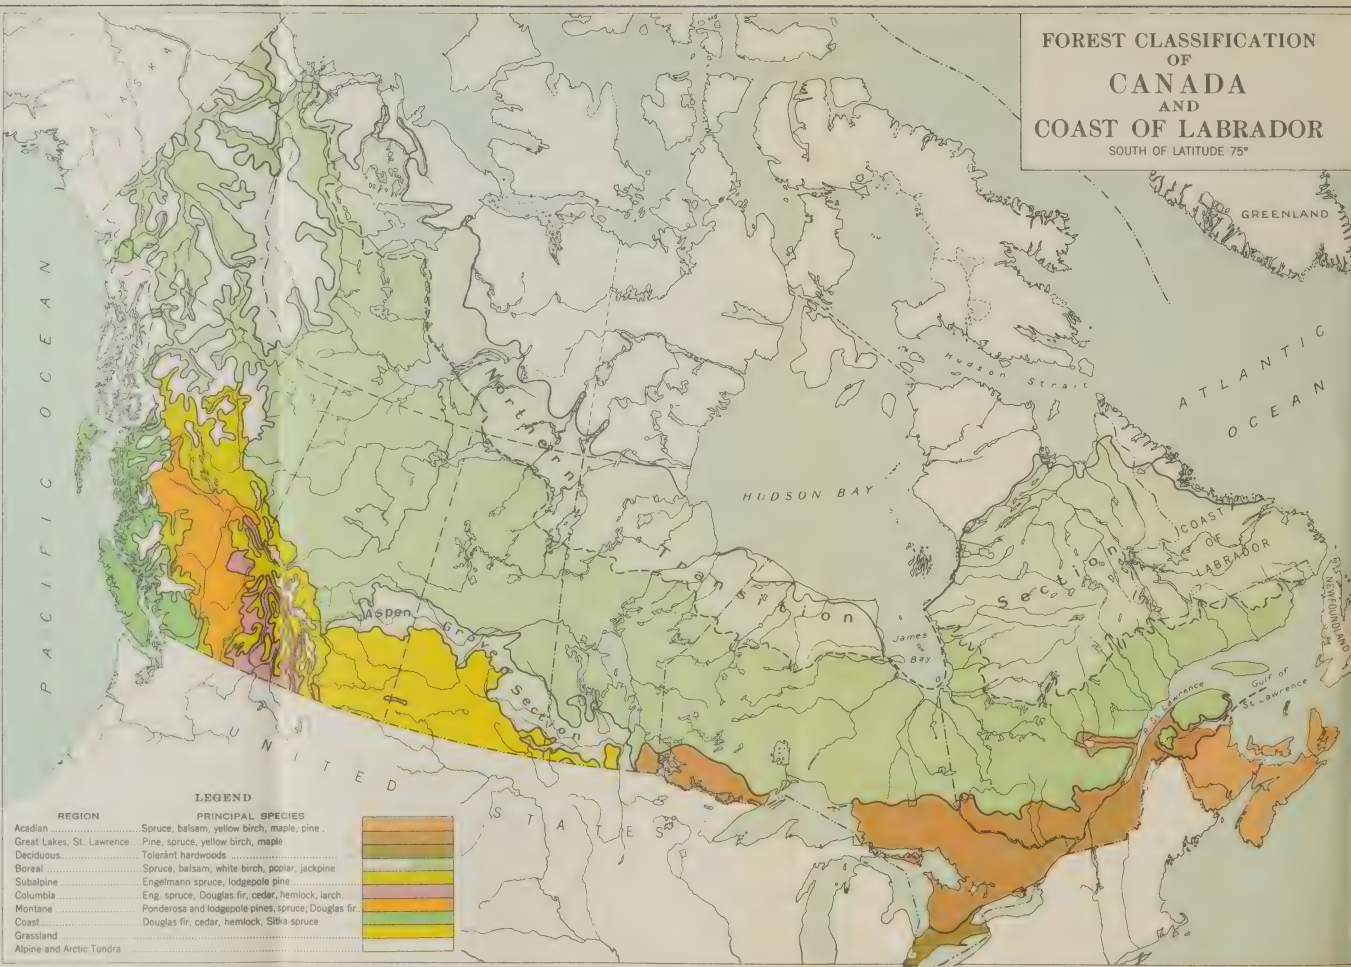 FOREST CLASSIFICATION
OF
CANADA
AND
COAST OF LABRADOR
SOUTH OF LATITUDE 75°
GREENLAND
ALASKA
PACIFIC OCEAN
ATLANTIC
OCEAN
Hudson Strait
HUDSON BAY
Northern
Transition
Section
COAST
OF
LABRADOR
NEWFOUNDLAND
James
Bay
Aspen Grove
Section
R. St. Lawrence
Gulf of
St. Lawrence
UNITED
STATES
LEGEND
REGION PRINCIPAL SPECIES
Acadian Spruce, balsam, yellow birch, maple, pine.
Great Lakes, St. Lawrence Pine, spruce, yellow birch, maple
Deciduous Tolerant hardwoods
Boreal Spruce, balsam, white birch, poplar, jackpine
Subalpine Engelmann spruce, lodgepole pine
Columbia Eng. spruce, Douglas fir, cedar, hemlock, larch
Montane Ponderosa and lodgepole pines, spruce, Douglas fir
Coast Douglas fir, cedar, hemlock, Sitka spruce
Grassland
Alpine and Arctic Tundra